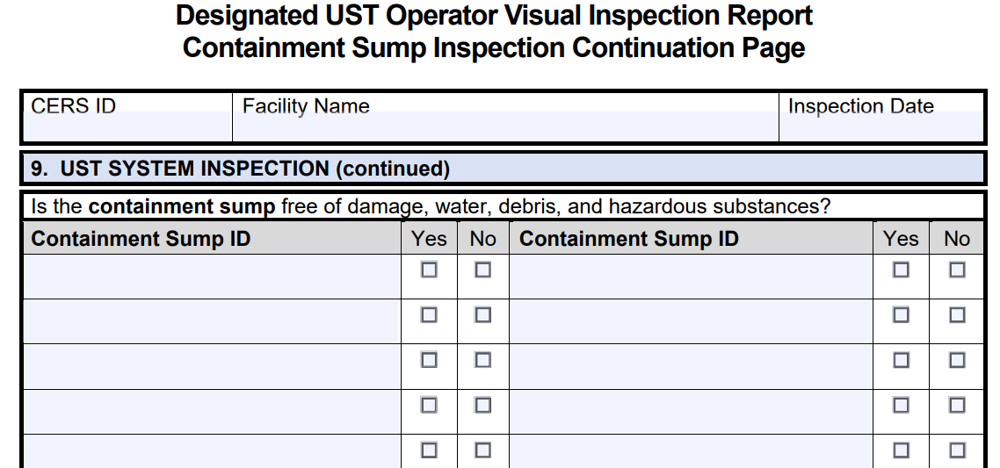 Designated UST Operator Visual Inspection Report
Containment Sump Inspection Continuation Page
CERS ID Facility Name Inspection Date
9. UST SYSTEM INSPECTION (continued)
Is the containment sump free of damage, water, debris, and hazardous substances?
Containment Sump ID Yes No Containment Sump ID Yes No